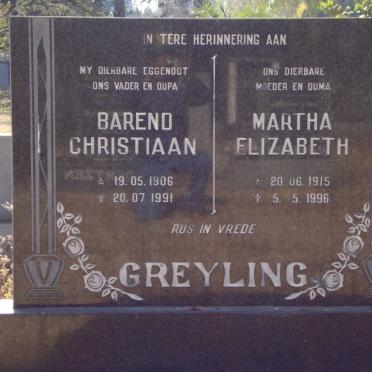 IN TERE HERINNERING AAN
MY DIERBARE EGGENOOT
ONS VADER EN OUPA
BAREND
CHRISTIAAN
* 19.05.1906
† 20.07.1991
ONS DIERBARE
MOEDER EN OUMA
MARTHA
ELIZABETH
* 20.06.1915
† 5.5.1996
RUS IN VREDE
GREYLING